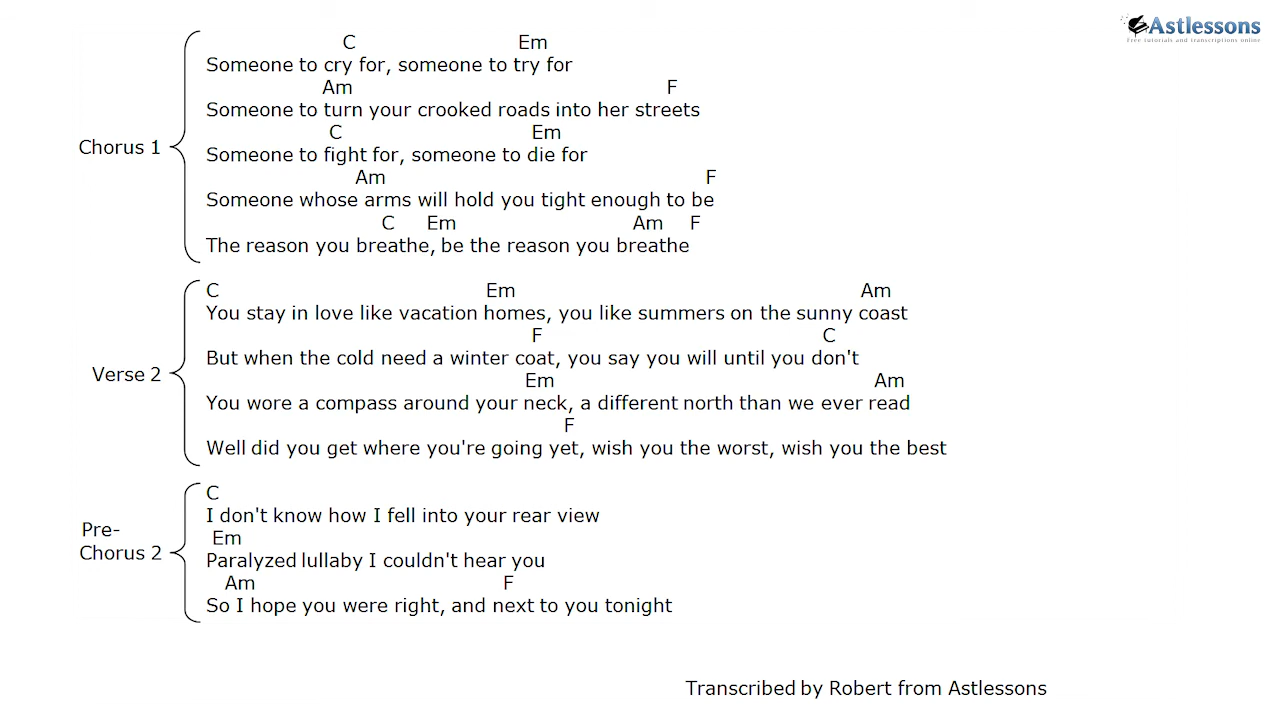 Astlessons
Free tutorials and transcriptions online
C Em
Someone to cry for, someone to try for
Am F
Someone to turn your crooked roads into her streets
C Em
Chorus 1
Someone to fight for, someone to die for
Am F
Someone whose arms will hold you tight enough to be
C Em Am F
The reason you breathe, be the reason you breathe
C Em Am
You stay in love like vacation homes, you like summers on the sunny coast
F C
But when the cold need a winter coat, you say you will until you don't
Verse 2
Em Am
You wore a compass around your neck, a different north than we ever read
F
Well did you get where you're going yet, wish you the worst, wish you the best
C
I don't know how I fell into your rear view
Pre-
Chorus 2
Em
Paralyzed lullaby I couldn't hear you
Am F
So I hope you were right, and next to you tonight
Transcribed by Robert from Astlessons